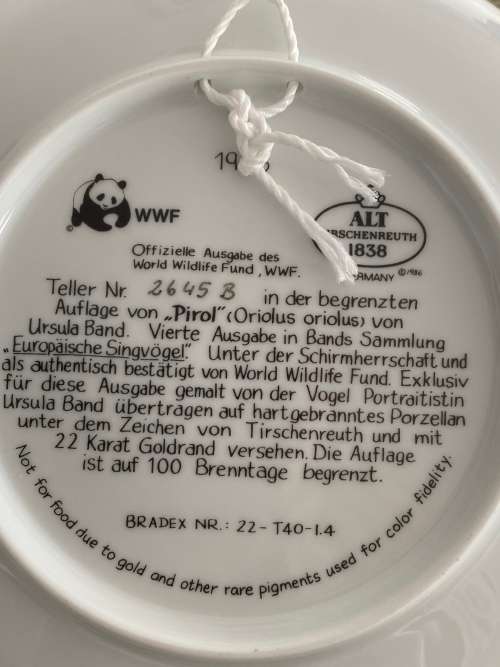 WWF
ALT
TIRSCHENREUTH
1838
GERMANY ©1986
Offizielle Ausgabe des
World Wildlife Fund, WWF.
Teller Nr. 2645 B in der begrenzten
Auflage von „Pirol“ (Oriolus oriolus) von
Ursula Band. Vierte Ausgabe in Bands Sammlung
„Europäische Singvögel“. Unter der Schirmherrschaft und
als authentisch bestätigt von World Wildlife Fund. Exklusiv
für diese Ausgabe gemalt von der Vogel Portraitistin
Ursula Band übertragen auf hartgebranntes Porzellan
unter dem Zeichen von Tirschenreuth und mit
22 Karat Goldrand versehen. Die Auflage
ist auf 100 Brenntage begrenzt.
BRADEX NR.: 22-T40-1.4
Not for food due to gold and other rare pigments used for color fidelity.